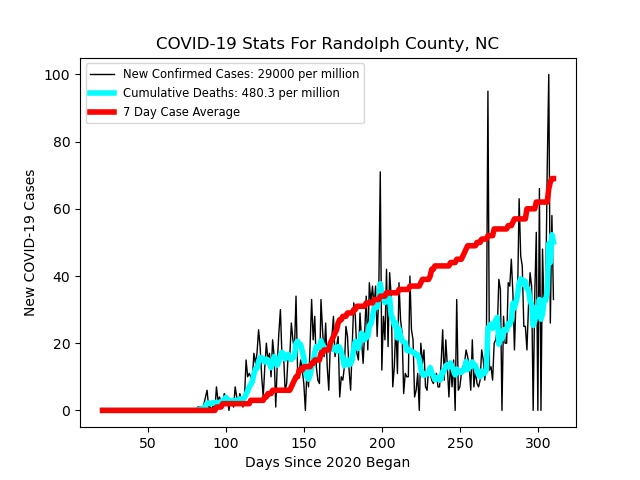 COVID-19 Stats For Randolph County, NC
New Confirmed Cases: 29000 per million
Cumulative Deaths: 480.3 per million
7 Day Case Average
New COVID-19 Cases
100
80
60
40
20
0
50 100 150 200 250 300
Days Since 2020 Began